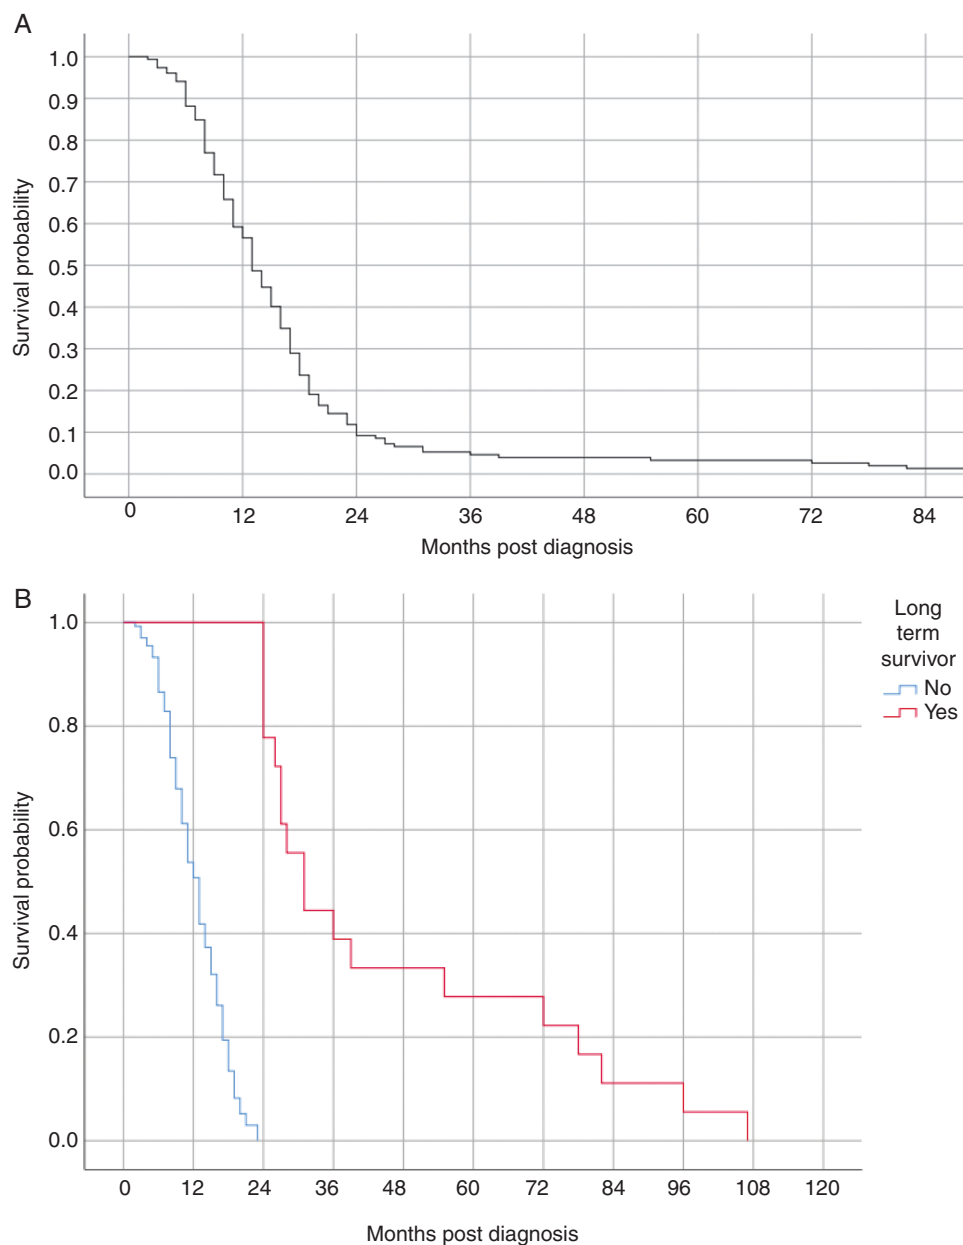 A
1.0
0.9
0.8
0.7
0.6
0.5
0.4
0.3
0.2
0.1
0.0
Survival probability
0 12 24 36 48 60 72 84
Months post diagnosis
B
1.0
0.8
0.6
0.4
0.2
0.0
Survival probability
0 12 24 36 48 60 72 84 96 108 120
Months post diagnosis
Long
term
survivor
No
Yes